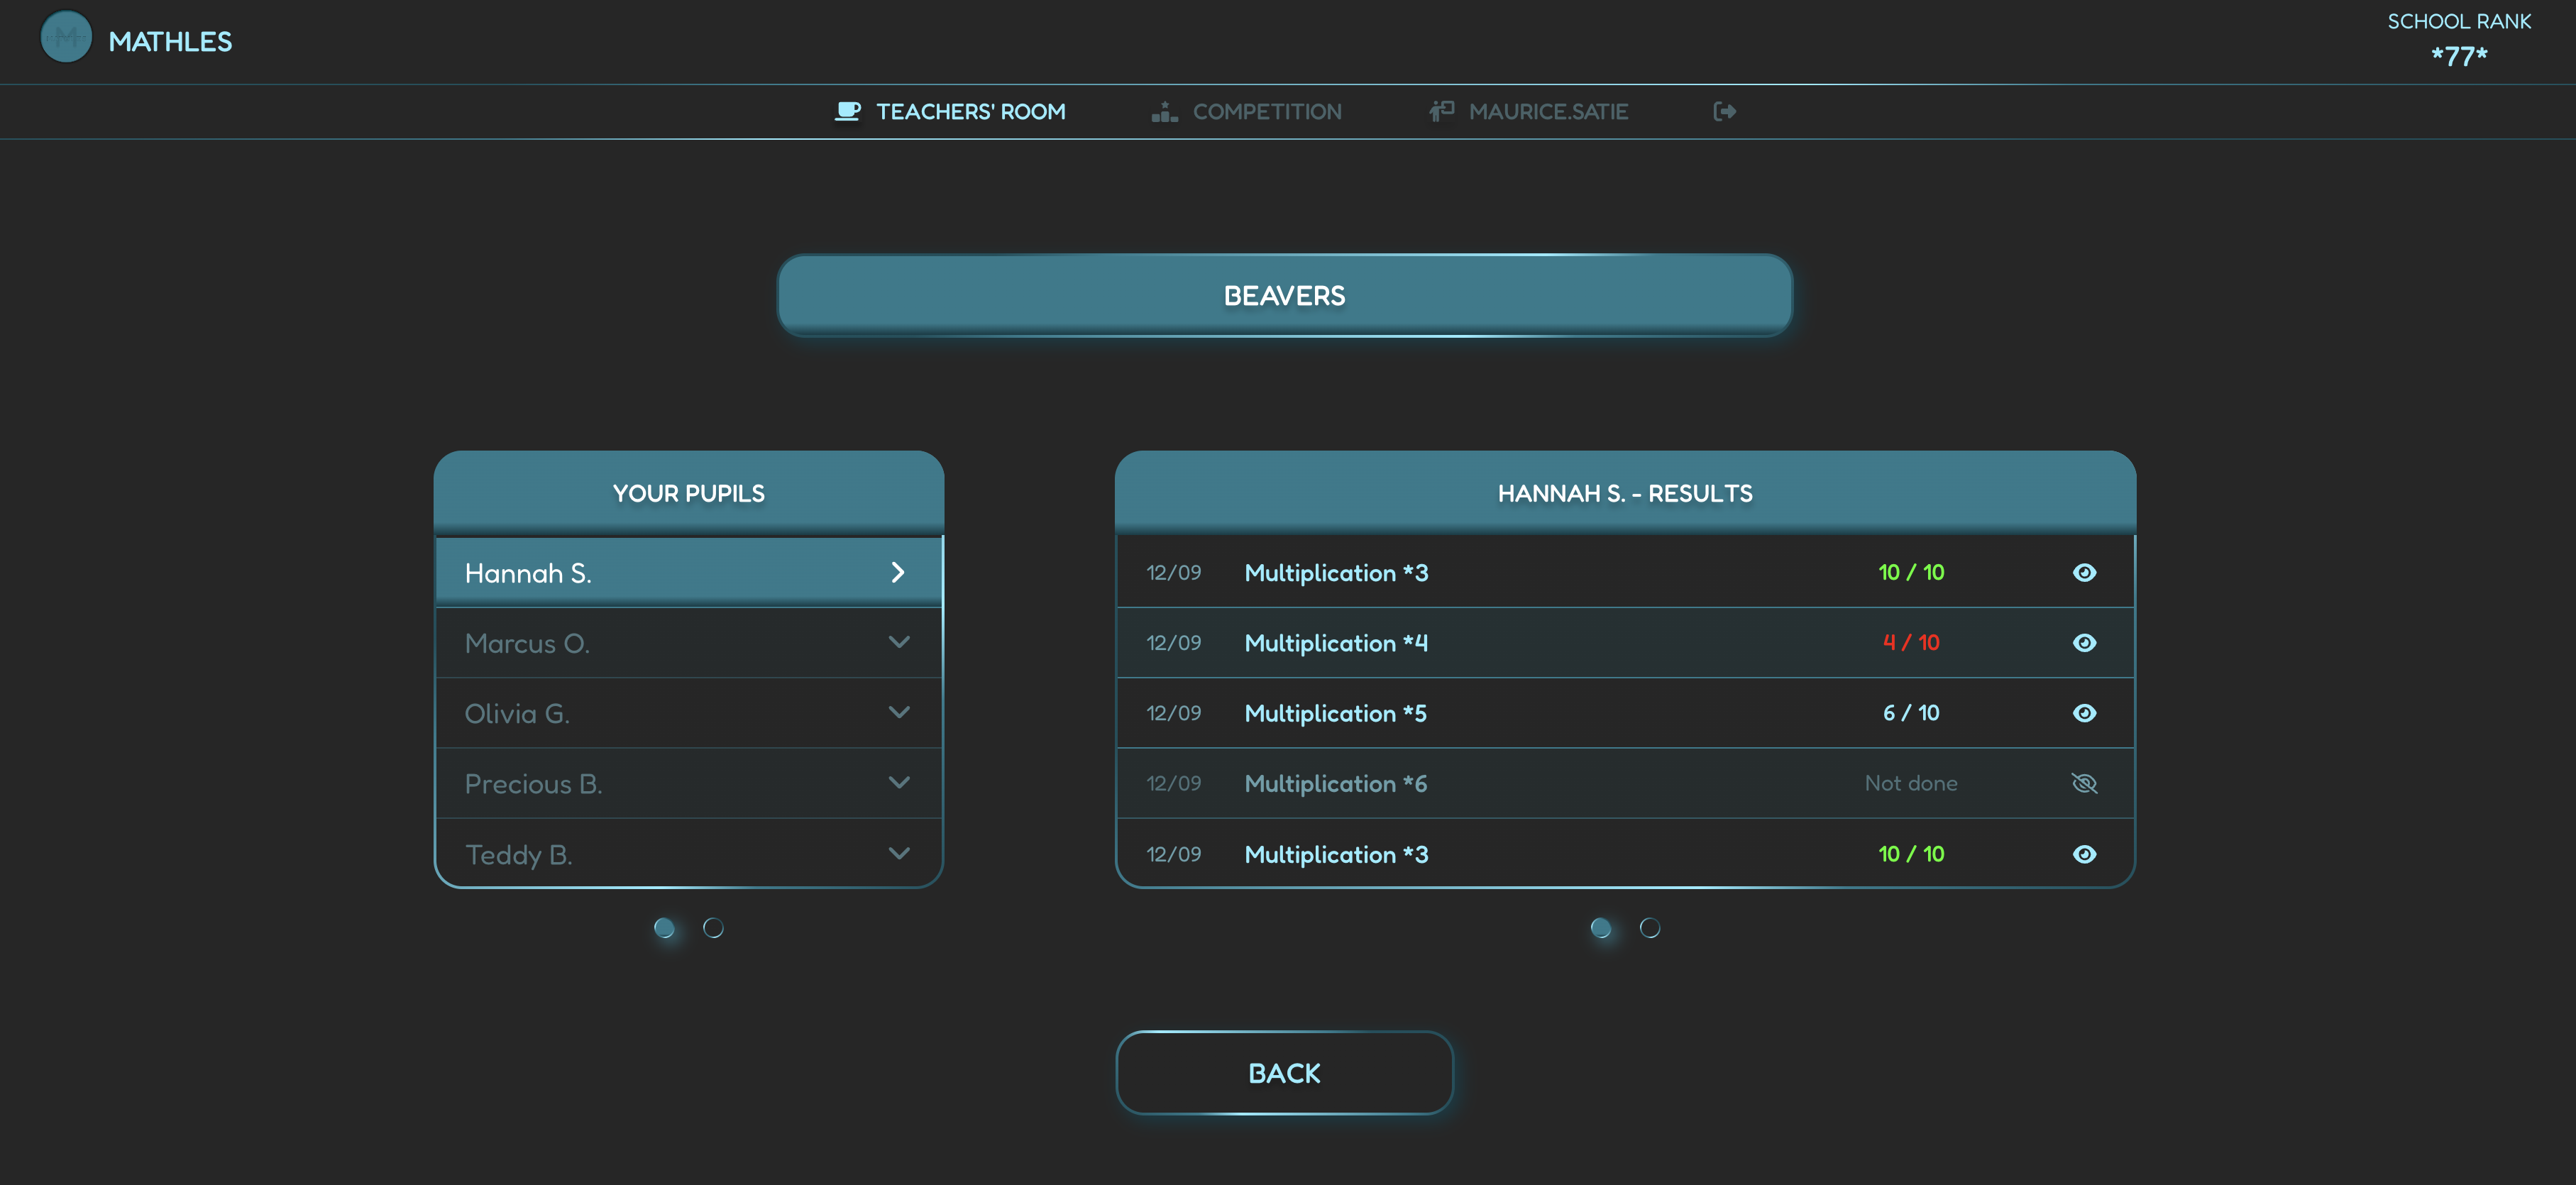 MATHLES
SCHOOL RANK
*77*
TEACHERS' ROOM
COMPETITION
MAURICE.SATIE
BEAVERS
YOUR PUPILS
Hannah S.
Marcus O.
Olivia G.
Precious B.
Teddy B.
HANNAH S. - RESULTS
12/09 Multiplication *3 10 / 10
12/09 Multiplication *4 4 / 10
12/09 Multiplication *5 6 / 10
12/09 Multiplication *6 Not done
12/09 Multiplication *3 10 / 10
BACK